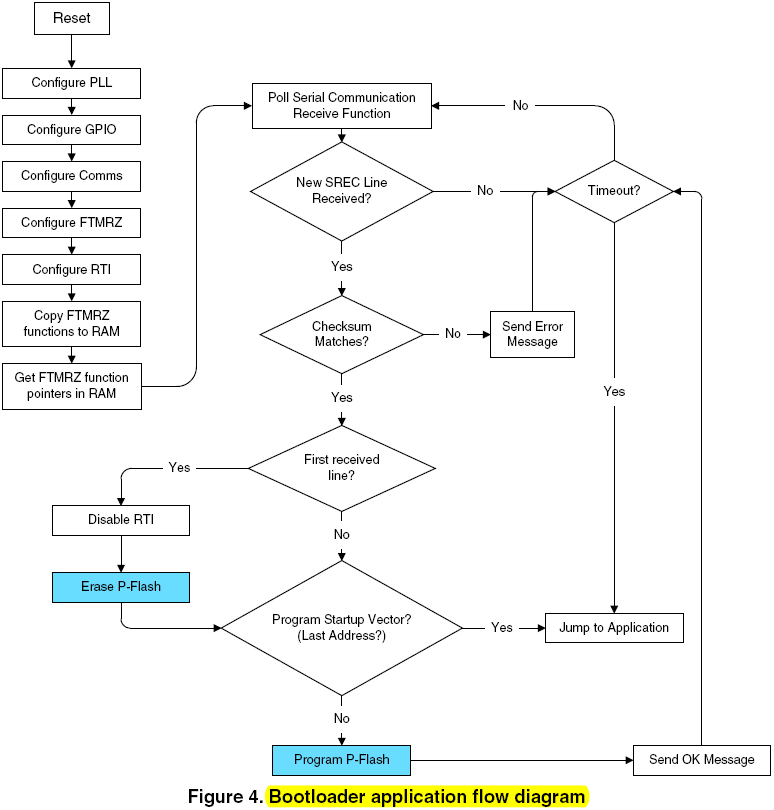 Reset
Configure PLL
Configure GPIO
Configure Comms
Configure FTMRZ
Configure RTI
Copy FTMRZ
functions to RAM
Get FTMRZ function
pointers in RAM
Poll Serial Communication
Receive Function
No
New SREC Line
Received?
No
Timeout?
Yes
Checksum
Matches?
No
Send Error
Message
Yes
Yes
First received
line?
Yes
Disable RTI
No
Erase P-Flash
Program Startup Vector?
(Last Address?)
Yes
Jump to Application
No
Program P-Flash
Send OK Message
Figure 4. Bootloader application flow diagram